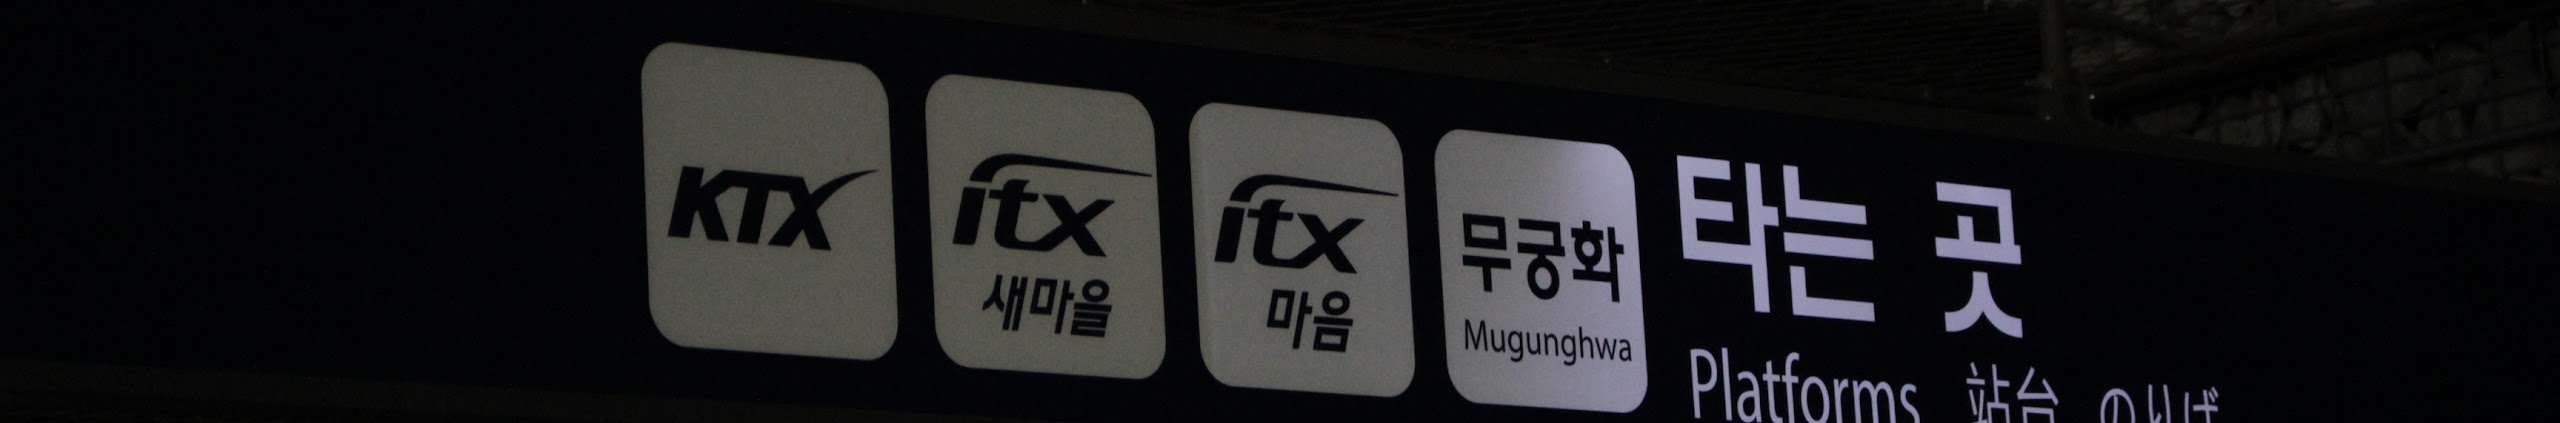 KTX
itx
새마을
itx
마음
무궁화
Mugunghwa
타는 곳
Platforms 站台 のりば